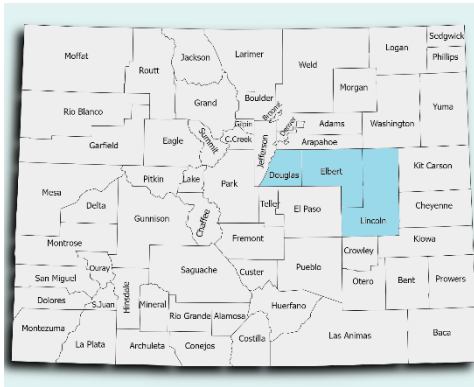 Moffat
Routt
Jackson
Larimer
Weld
Logan
Sedgwick
Phillips
Morgan
Grand
Boulder
Rio Blanco
Broomf
Gilpin
Denver
Adams
Washington
Yuma
Garfield
Eagle
Summit
C.Creek
Jefferson
Arapahoe
Pitkin
Lake
Park
Douglas
Elbert
Kit Carson
Mesa
Delta
Gunnison
Chaffee
Teller
El Paso
Lincoln
Cheyenne
Montrose
Fremont
Crowley
Kiowa
Ouray
San Miguel
Saguache
Custer
Pueblo
Otero
Bent
Prowers
Dolores
S.Juan
Hinsdale
Mineral
Rio Grande
Alamosa
Huerfano
Montezuma
La Plata
Archuleta
Conejos
Costilla
Las Animas
Baca